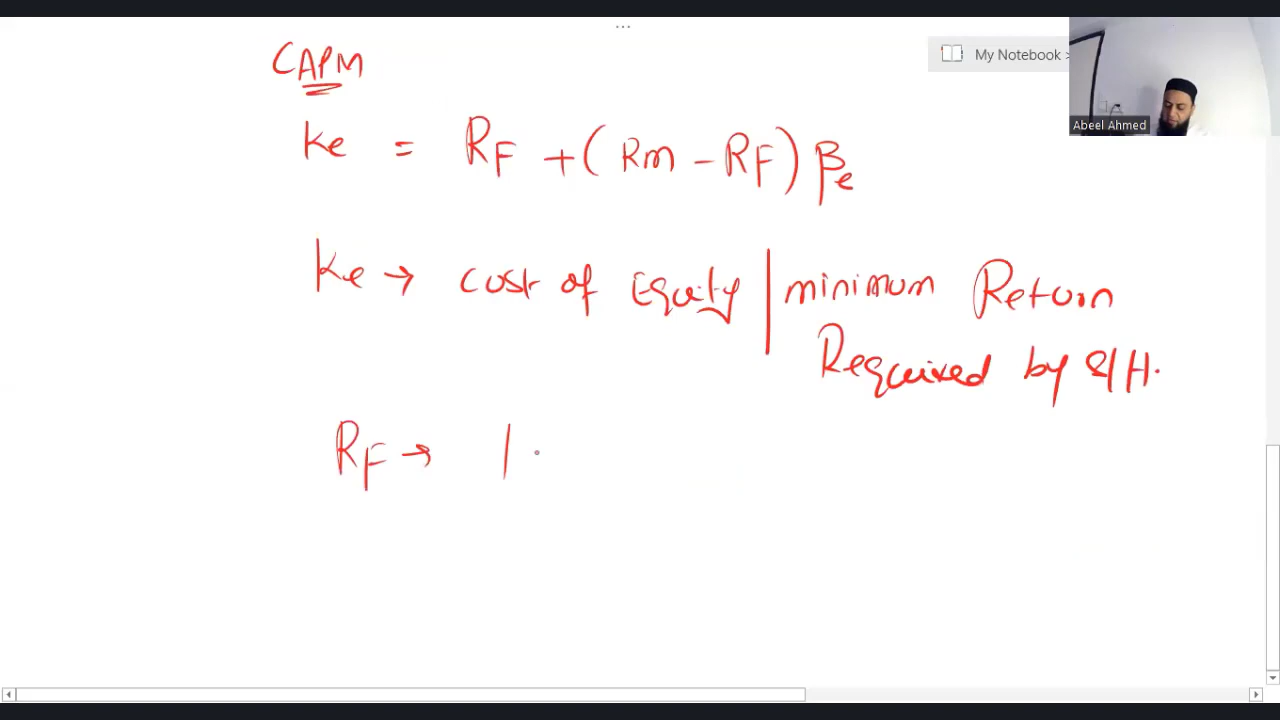 ...
My Notebook >
Abeel Ahmed
CAPM
Ke = RF + (Rm - RF) βe
Ke → cost of Equity | minimum Return
Required by S/H.
RF → |